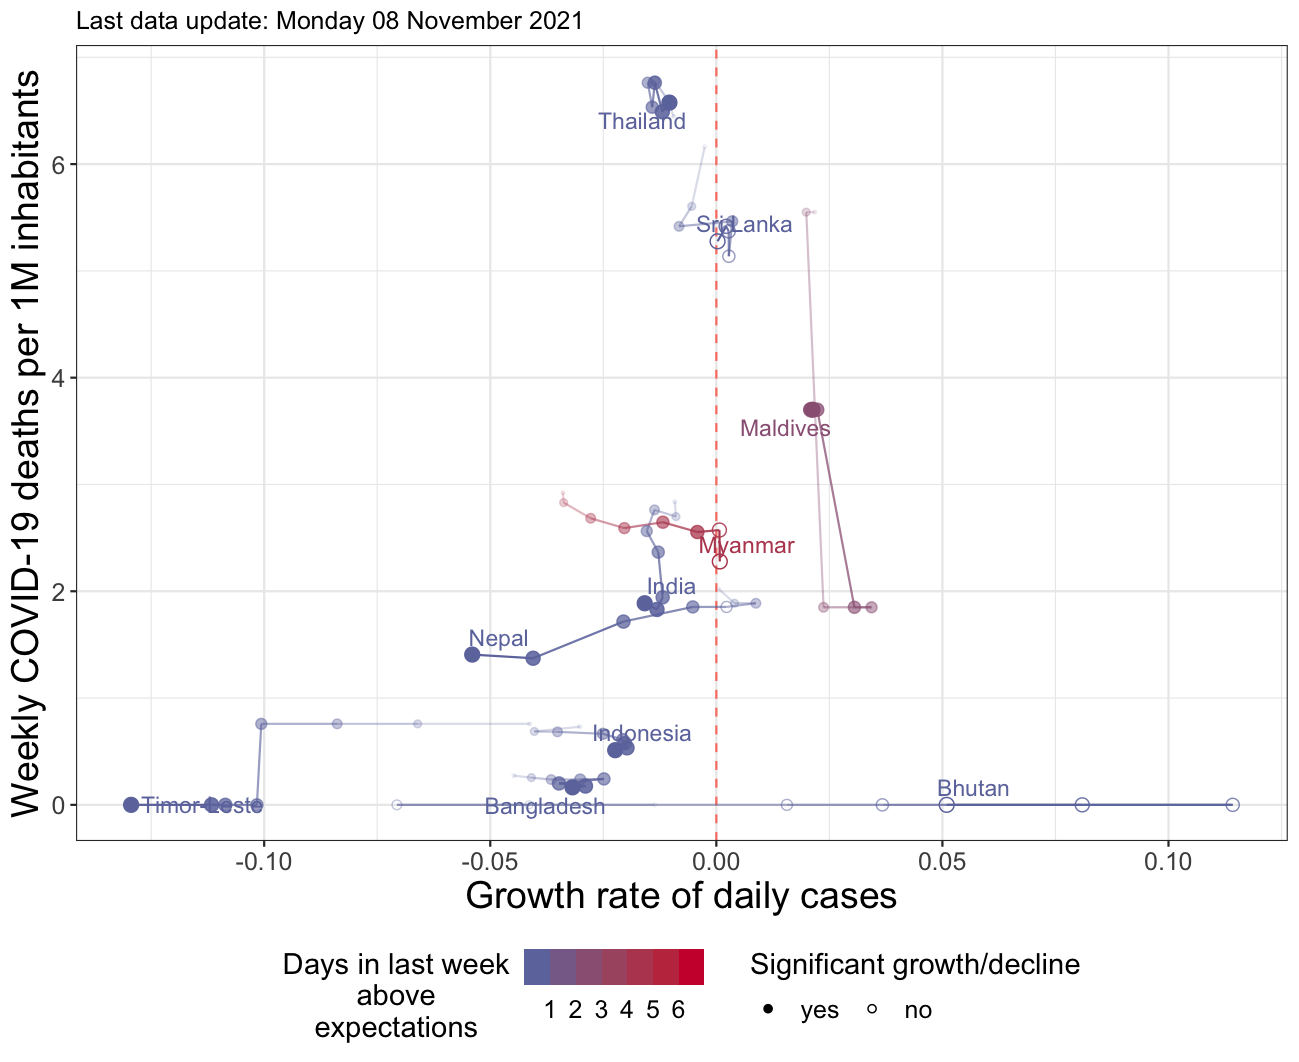 Last data update: Monday 08 November 2021
Weekly COVID-19 deaths per 1M inhabitants
6
4
2
0
Thailand
Sri Lanka
Maldives
Myanmar
India
Nepal
Indonesia
Bhutan
Timor-Leste
Bangladesh
-0.10 -0.05 0.00 0.05 0.10
Growth rate of daily cases
Days in last week
above
expectations
1 2 3 4 5 6
Significant growth/decline
yes no